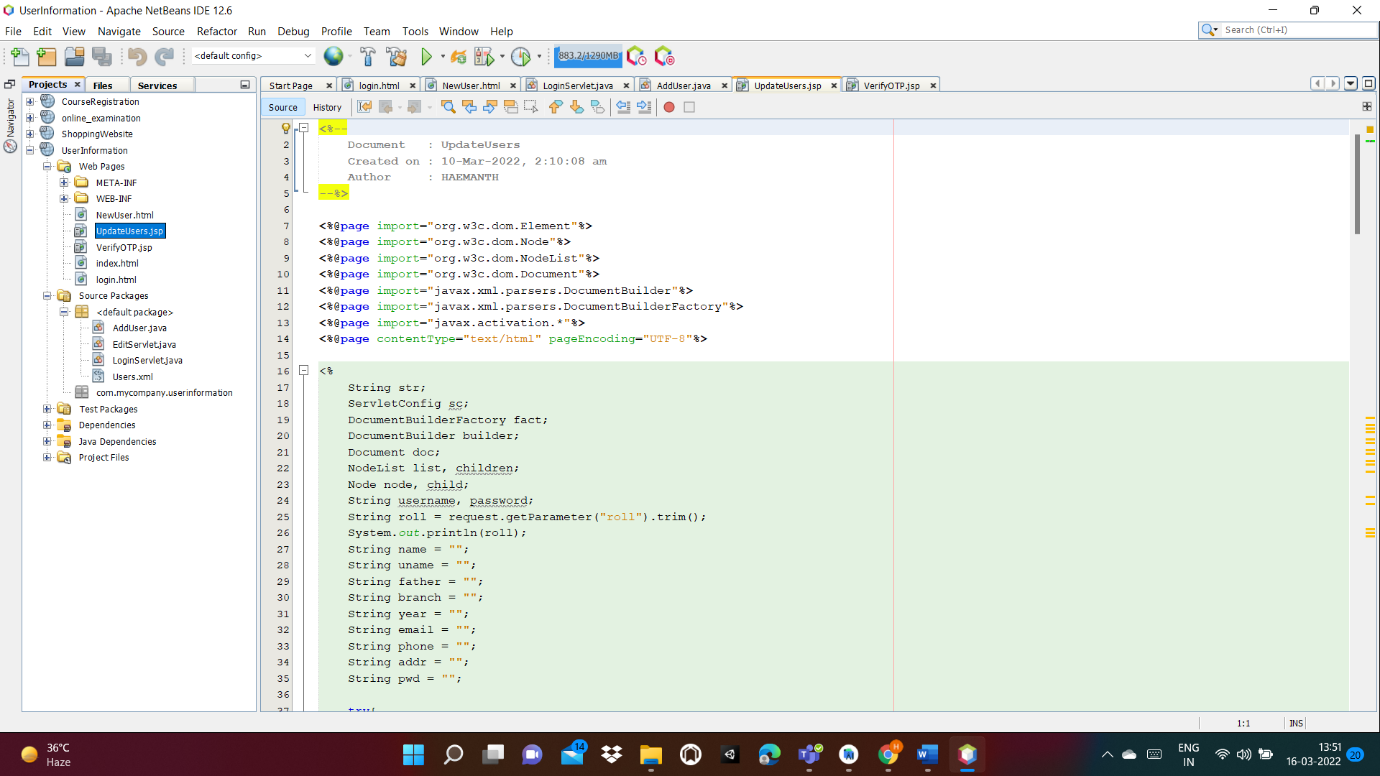 UserInformation - Apache NetBeans IDE 12.6
File Edit View Navigate Source Refactor Run Debug Profile Team Tools Window Help
Search (Ctrl+I)
<default config>
883.2/1290MB
Projects Files Services
Navigator
CourseRegistration
online_examination
ShoppingWebsite
UserInformation
Web Pages
META-INF
WEB-INF
NewUser.html
UpdateUsers.jsp
VerifyOTP.jsp
index.html
login.html
Source Packages
<default package>
AddUser.java
EditServlet.java
LoginServlet.java
Users.xml
com.mycompany.userinformation
Test Packages
Dependencies
Java Dependencies
Project Files
Start Page login.html NewUser.html LoginServlet.java AddUser.java UpdateUsers.jsp VerifyOTP.jsp
Source History
<%--
2 Document : UpdateUsers
3 Created on : 10-Mar-2022, 2:10:08 am
4 Author : HAEMANTH
5 --%>
6
7 <%@page import="org.w3c.dom.Element"%>
8 <%@page import="org.w3c.dom.Node"%>
9 <%@page import="org.w3c.dom.NodeList"%>
10 <%@page import="org.w3c.dom.Document"%>
11 <%@page import="javax.xml.parsers.DocumentBuilder"%>
12 <%@page import="javax.xml.parsers.DocumentBuilderFactory"%>
13 <%@page import="javax.activation.*"%>
14 <%@page contentType="text/html" pageEncoding="UTF-8"%>
15
16 <%
17 String str;
18 ServletConfig sc;
19 DocumentBuilderFactory fact;
20 DocumentBuilder builder;
21 Document doc;
22 NodeList list, children;
23 Node node, child;
24 String username, password;
25 String roll = request.getParameter("roll").trim();
26 System.out.println(roll);
27 String name = "";
28 String uname = "";
29 String father = "";
30 String branch = "";
31 String year = "";
32 String email = "";
33 String phone = "";
34 String addr = "";
35 String pwd = "";
36
37 try{
1:1 INS
36°C
Haze
14
ENG
IN
13:51
16-03-2022
20